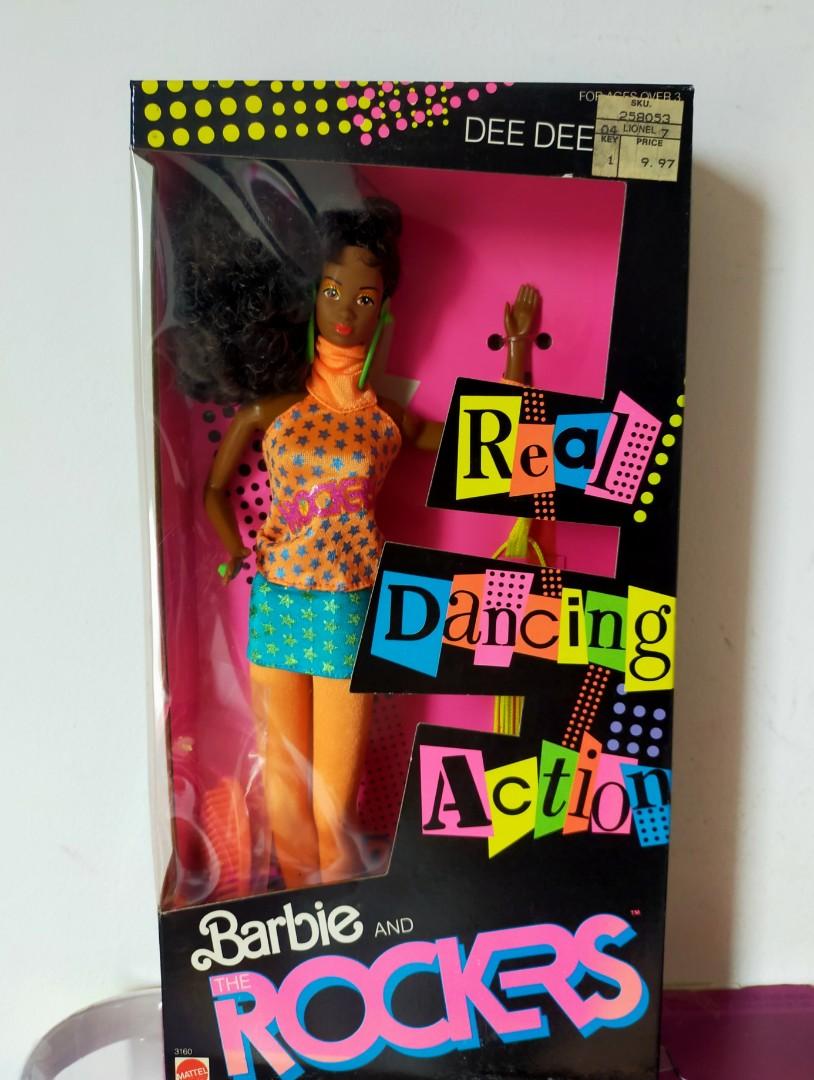 FOR AGES OVER 3
DEE DEE
SKU.
258053
04 LIONEL 7
KEY PRICE
1 9.97
Real
Dancing
Action
ROCKERS
Barbie AND
THE
ROCKERS™
3160
MATTEL